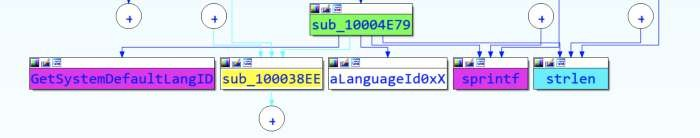 sub_10004E79
GetSystemDefaultLangID
sub_100038EE
aLanguageId0xX
sprintf
strlen